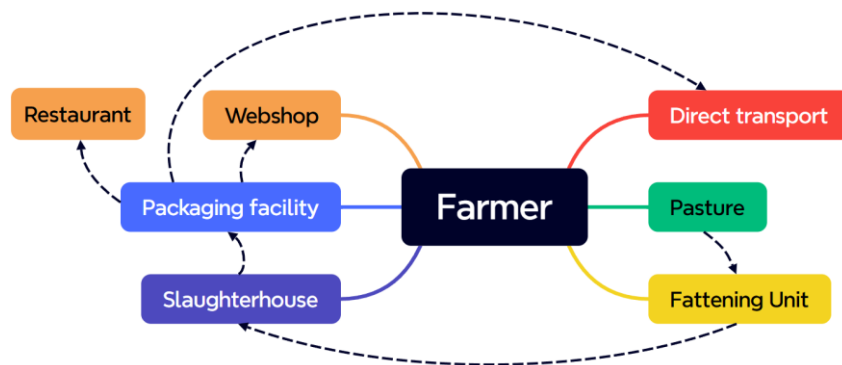 Restaurant
Webshop
Direct transport
Packaging facility
Farmer
Pasture
Slaughterhouse
Fattening Unit